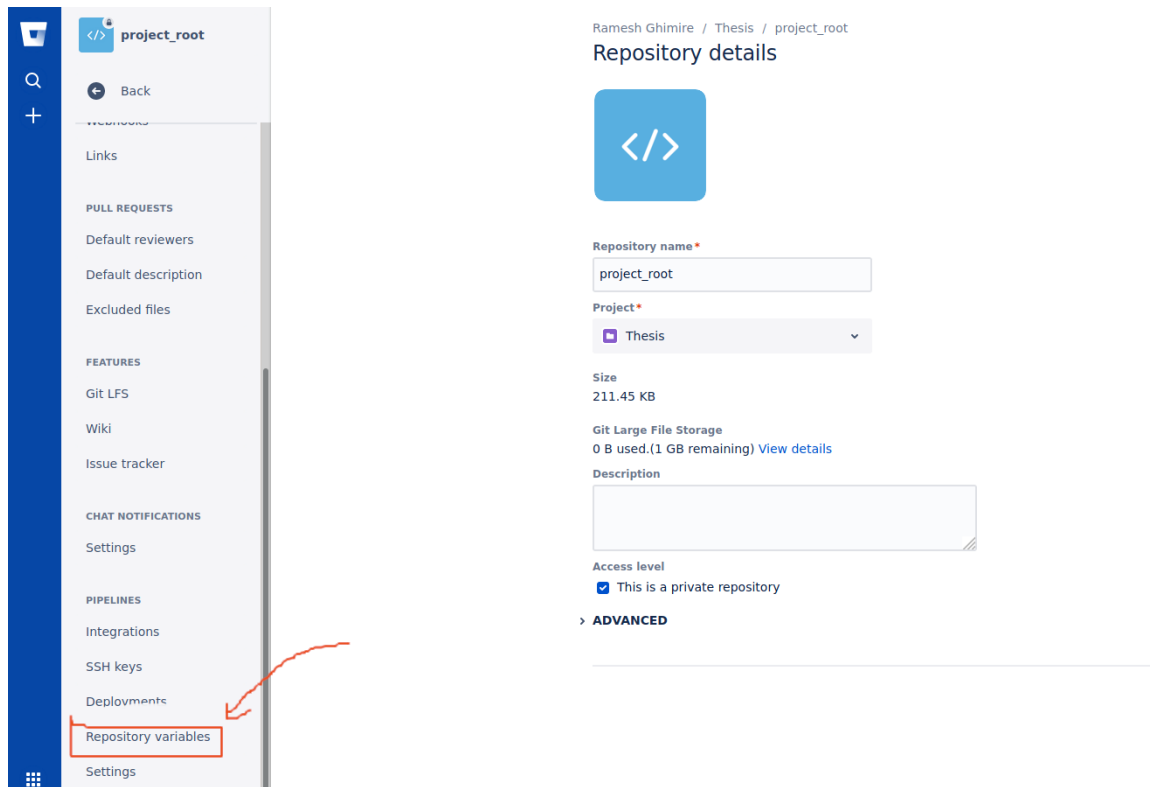 project_root
Back
Webhooks
Links
PULL REQUESTS
Default reviewers
Default description
Excluded files
FEATURES
Git LFS
Wiki
Issue tracker
CHAT NOTIFICATIONS
Settings
PIPELINES
Integrations
SSH keys
Deployments
Repository variables
Settings
Ramesh Ghimire / Thesis / project_root
Repository details
</>
Repository name*
project_root
Project*
Thesis
Size
211.45 KB
Git Large File Storage
0 B used.(1 GB remaining) View details
Description
Access level
This is a private repository
ADVANCED